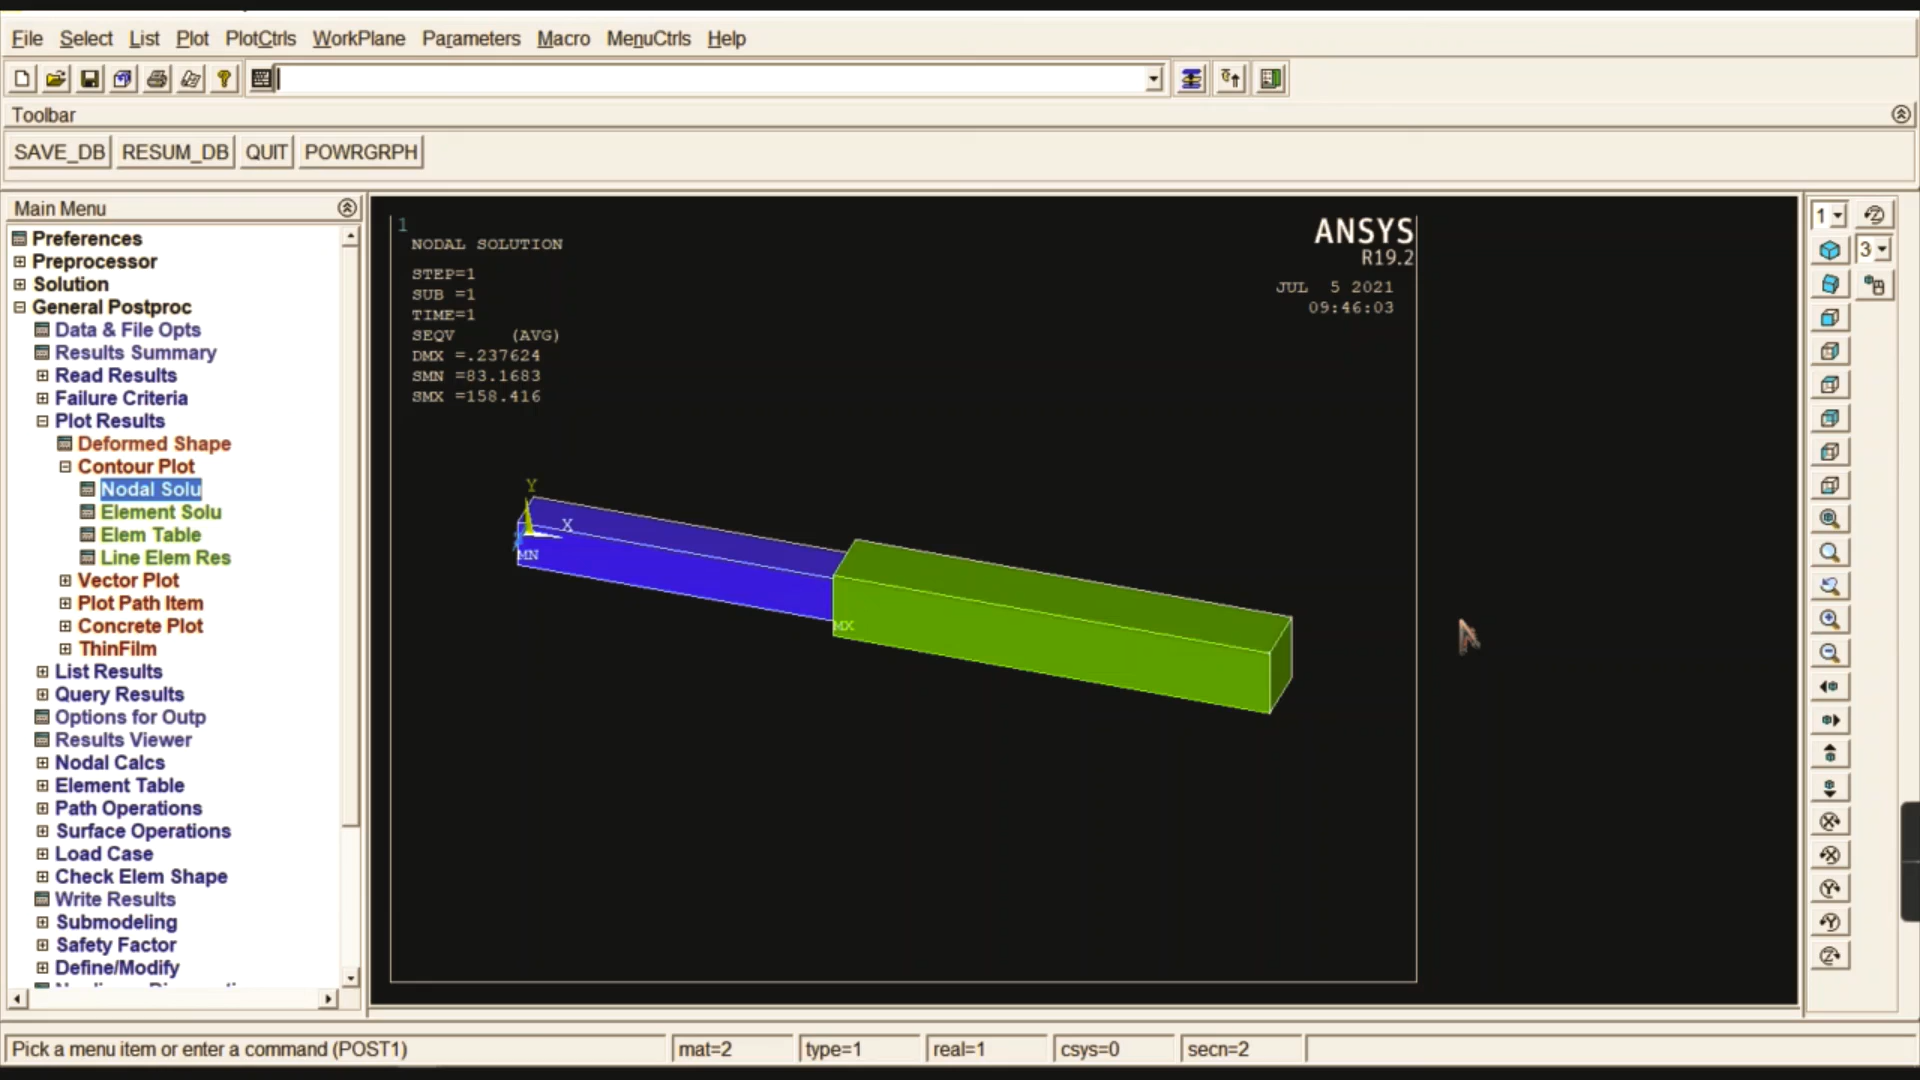 File Select List Plot PlotCtrls WorkPlane Parameters Macro MenuCtrls Help
Toolbar
SAVE_DB RESUM_DB QUIT POWRGRPH
Main Menu
Preferences
Preprocessor
Solution
General Postproc
Data & File Opts
Results Summary
Read Results
Failure Criteria
Plot Results
Deformed Shape
Contour Plot
Nodal Solu
Element Solu
Elem Table
Line Elem Res
Vector Plot
Plot Path Item
Concrete Plot
ThinFilm
List Results
Query Results
Options for Outp
Results Viewer
Nodal Calcs
Element Table
Path Operations
Surface Operations
Load Case
Check Elem Shape
Write Results
Submodeling
Safety Factor
Define/Modify
1
NODAL SOLUTION
STEP=1
SUB =1
TIME=1
SEQV (AVG)
DMX =.237624
SMN =83.1683
SMX =158.416
ANSYS
R19.2
JUL 5 2021
09:46:03
Y
X
MN
MX
1
3
Pick a menu item or enter a command (POST1) mat=2 type=1 real=1 csys=0 secn=2